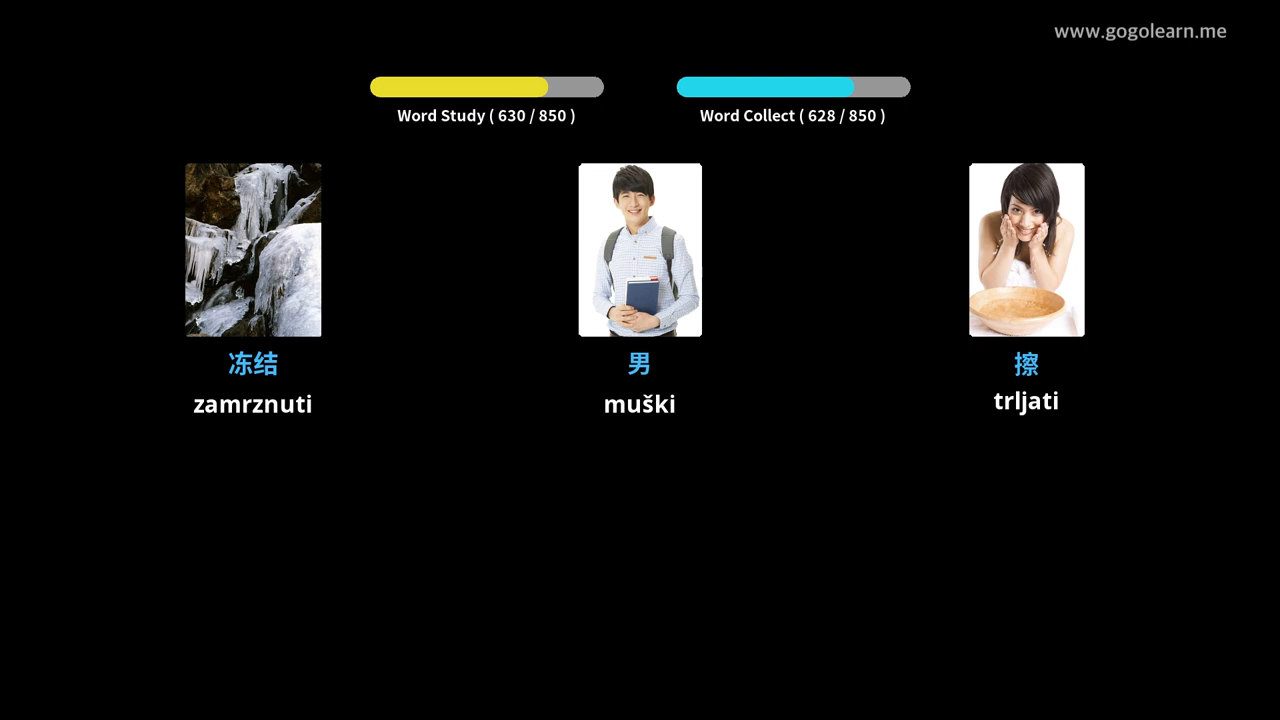 www.gogolearn.me
Word Study ( 630 / 850 )
Word Collect ( 628 / 850 )
冻结
男
擦
zamrznuti
muški
trljati